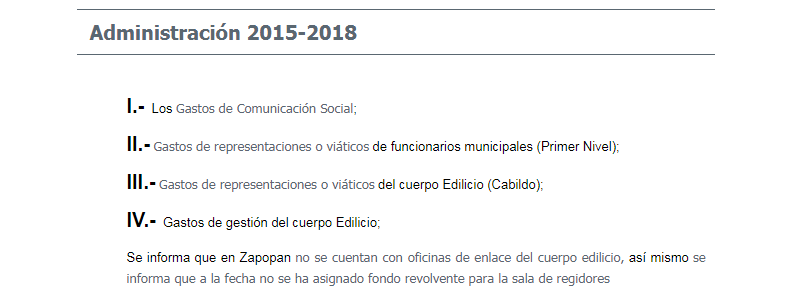 Administración 2015-2018
I.- Los Gastos de Comunicación Social;
II.- Gastos de representaciones o viáticos de funcionarios municipales (Primer Nivel);
III.- Gastos de representaciones o viáticos del cuerpo Edilicio (Cabildo);
IV.- Gastos de gestión del cuerpo Edilicio;
Se informa que en Zapopan no se cuentan con oficinas de enlace del cuerpo edilicio, así mismo se
informa que a la fecha no se ha asignado fondo revolvente para la sala de regidores